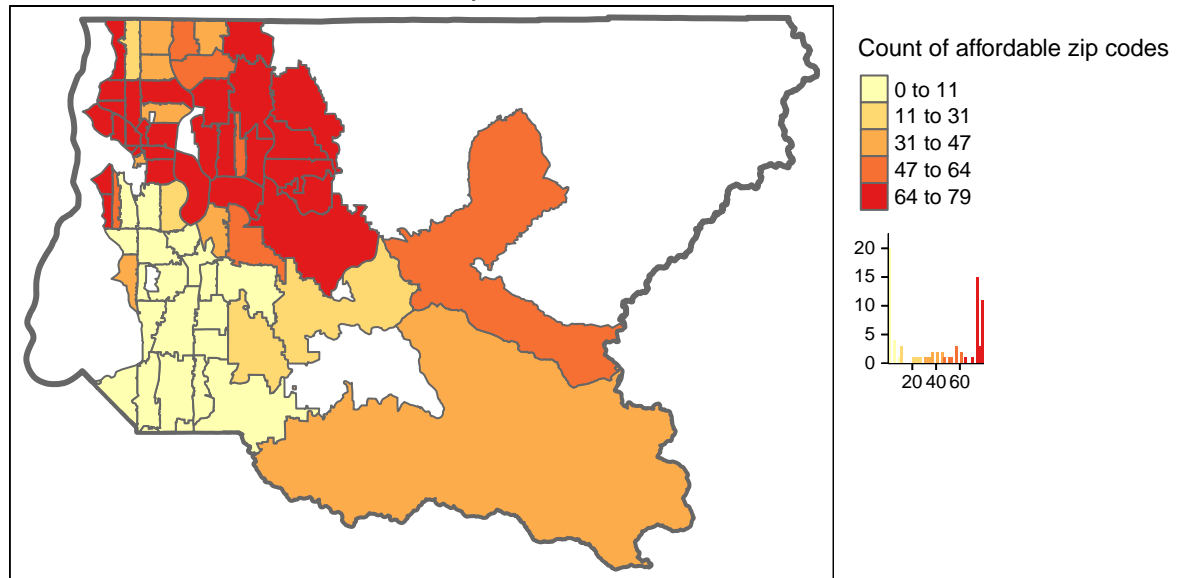 Count of affordable zip codes
0 to 11
11 to 31
31 to 47
47 to 64
64 to 79
20
15
10
5
0
20 40 60